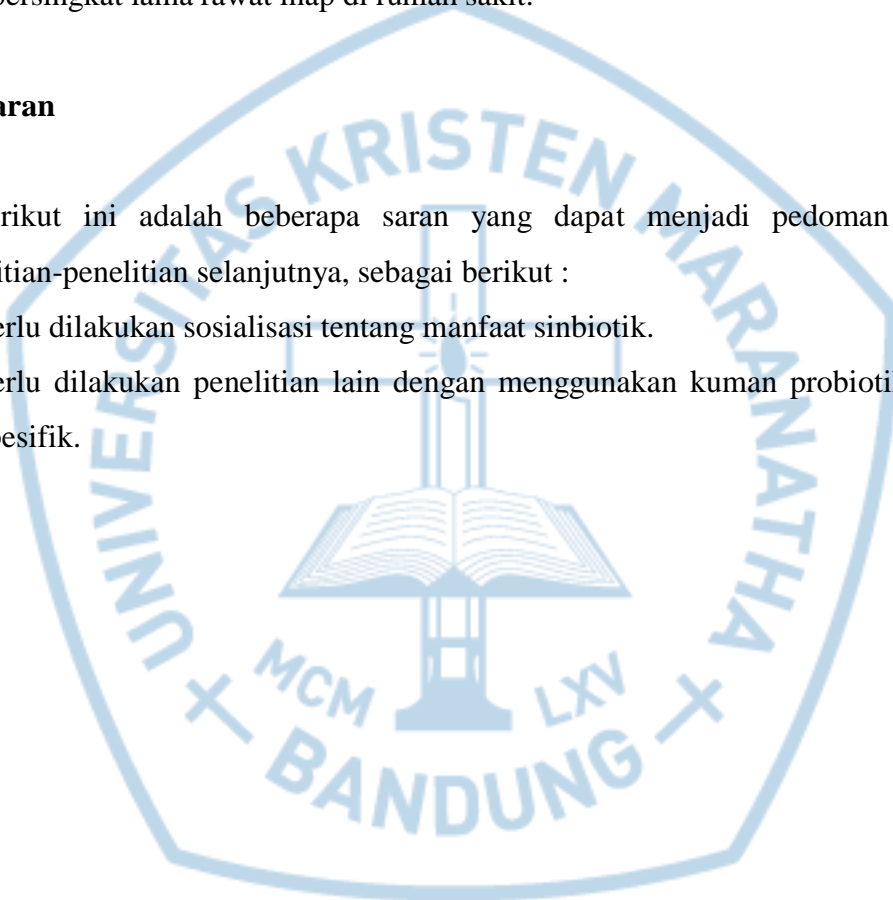 bersingkat lama rawat inap di rumah sakit.
aran
rikut ini adalah beberapa saran yang dapat menjadi pedoman
itian-penelitian selanjutnya, sebagai berikut :
erlu dilakukan sosialisasi tentang manfaat sinbiotik.
erlu dilakukan penelitian lain dengan menggunakan kuman probiotik
pesifik.
UNIVERSITAS KRISTEN MARANATHA
MCM LXV
BANDUNG